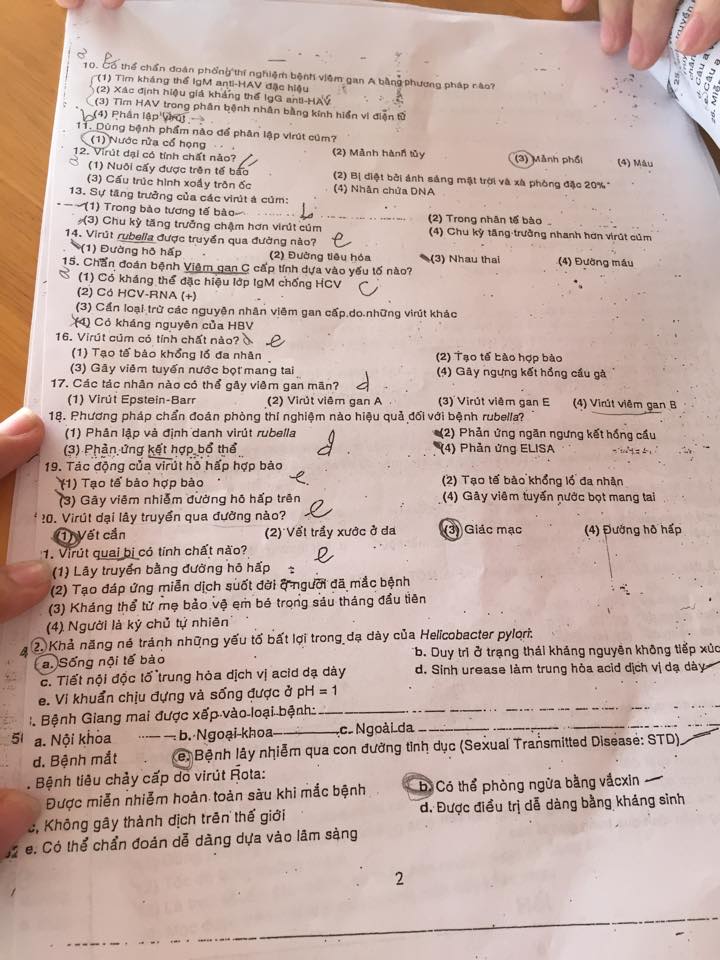 a e
10. Có thể chẩn đoán phòng thí nghiệm bệnh viêm gan A bằng phương pháp nào?
(1) Tìm kháng thể IgM anti-HAV đặc hiệu
(2) Xác định hiệu giá kháng thể IgG anti-HAV
(3) Tìm HAV trong phân bệnh nhân bằng kính hiển vi điện tử
(4) Phân lập virút
11. Dùng bệnh phẩm nào để phân lập virút cúm?
(1) Nước rửa cổ họng (2) Mảnh hành tủy (3) Mảnh phổi (4) Máu
12. Virút dại có tính chất nào?
(1) Nuôi cấy được trên tế bào (2) Bị diệt bởi ánh sáng mặt trời và xà phòng đặc 20%
(3) Cấu trúc hình xoắy trôn ốc (4) Nhân chứa DNA
13. Sự tăng trưởng của các virút á cúm:
(1) Trong bào tương tế bào b (2) Trong nhân tế bào
(3) Chu kỳ tăng trưởng chậm hơn virút cúm (4) Chu kỳ tăng trưởng nhanh hơn virút cúm
14. Virút rubella được truyền qua đường nào? e
(1) Đường hô hấp (2) Đường tiêu hóa (3) Nhau thai (4) Đường máu
15. Chẩn đoán bệnh Viêm gan C cấp tính dựa vào yếu tố nào?
(1) Có kháng thể đặc hiệu lớp IgM chống HCV C
(2) Có HCV-RNA (+)
(3) Cần loại trừ các nguyên nhân viêm gan cấp do những virút khác
(4) Có kháng nguyên của HBV
16. Virút cúm có tính chất nào? e
(1) Tạo tế bào khổng lồ đa nhân (2) Tạo tế bào hợp bào
(3) Gây viêm tuyến nước bọt mang tai (4) Gây ngưng kết hồng cầu gà
17. Các tác nhân nào có thể gây viêm gan mãn? d
(1) Virút Epstein-Barr (2) Virút viêm gan A (3) Virút viêm gan E (4) Virút viêm gan B
18. Phương pháp chẩn đoán phòng thí nghiệm nào hiệu quả đối với bệnh rubella?
(1) Phân lập và định danh virút rubella (2) Phản ứng ngăn ngưng kết hồng cầu
(3) Phản ứng kết hợp bổ thể d (4) Phản ứng ELISA
19. Tác động của virút hô hấp hợp bào e
(1) Tạo tế bào hợp bào (2) Tạo tế bào khổng lồ đa nhân
(3) Gây viêm nhiễm đường hô hấp trên (4) Gây viêm tuyến nước bọt mang tai
20. Virút dại lây truyền qua đường nào? e
(1) Vết cắn (2) Vết trầy xước ở da (3) Giác mạc (4) Đường hô hấp
1. Virút quai bị có tính chất nào? e
(1) Lây truyền bằng đường hô hấp
(2) Tạo đáp ứng miễn dịch suốt đời ở người đã mắc bệnh
(3) Kháng thể từ mẹ bảo vệ em bé trong sáu tháng đầu tiên
(4) Người là ký chủ tự nhiên
2. Khả năng né tránh những yếu tố bất lợi trong dạ dày của Helicobacter pylori:
a. Sống nội tế bào b. Duy trì ở trạng thái kháng nguyên không tiếp xúc
c. Tiết nội độc tố trung hòa dịch vị acid dạ dày d. Sinh urease làm trung hòa acid dịch vị dạ dày
e. Vi khuẩn chịu đựng và sống được ở pH = 1
. Bệnh Giang mai được xếp vào loại bệnh:
a. Nội khoa b. Ngoại khoa c. Ngoài da
d. Bệnh mắt e. Bệnh lây nhiễm qua con đường tình dục (Sexual Transmitted Disease: STD)
. Bệnh tiêu chảy cấp do virút Rota:
Được miễn nhiễm hoàn toàn sau khi mắc bệnh b. Có thể phòng ngừa bằng vắcxin
c. Không gây thành dịch trên thế giới d. Được điều trị dễ dàng bằng kháng sinh
e. Có thể chẩn đoán dễ dàng dựa vào lâm sàng
2